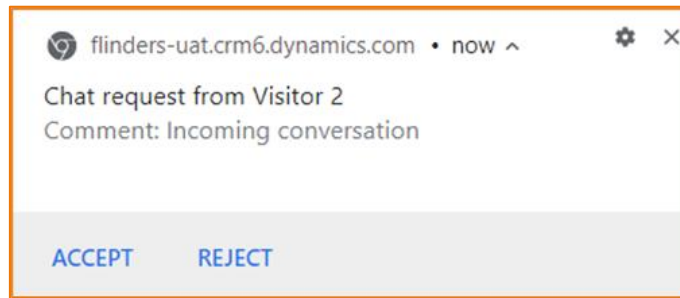 flinders-uat.crm6.dynamics.com • now
Chat request from Visitor 2
Comment: Incoming conversation
ACCEPT REJECT